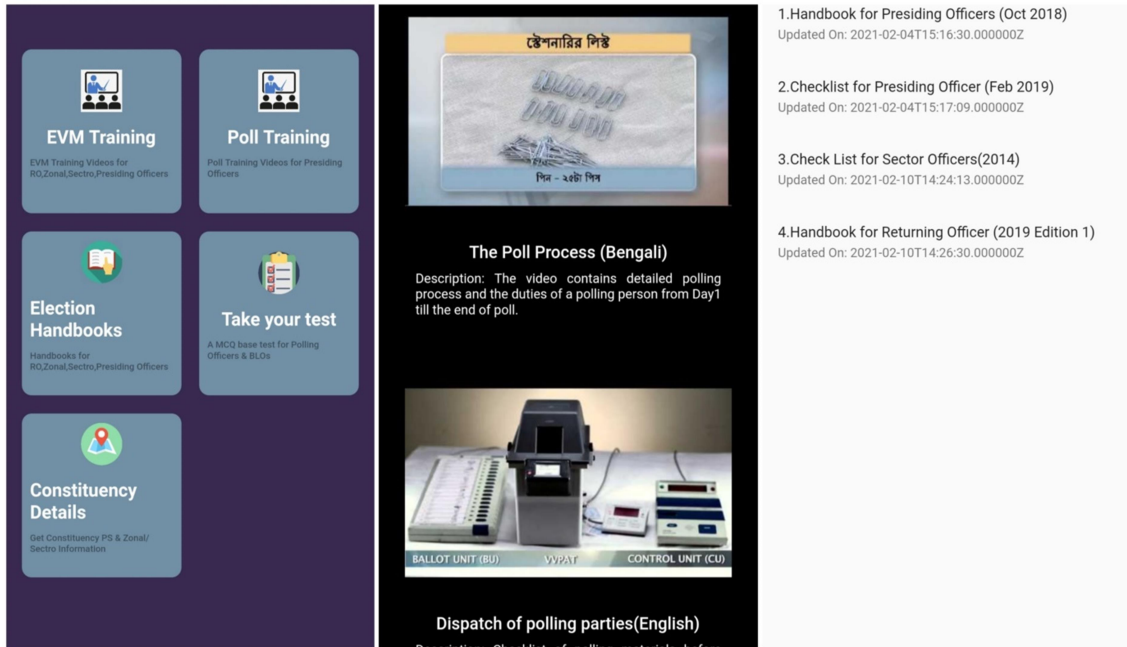 EVM Training
EVM Training Videos for
RO,Zonal,Sectro,Presiding Officers
Poll Training
Poll Training Videos for Presiding
Officers
Election
Handbooks
Handbooks for
RO,Zonal,Sectro,Presiding Officers
Take your test
A MCQ base test for Polling
Officers & BLOs
Constituency
Details
Get Constituency PS & Zonal/
Sectro Information
স্টেশনারির লিস্ট
পিন - ২৫টা পিস
The Poll Process (Bengali)
Description: The video contains detailed polling
process and the duties of a polling person from Day1
till the end of poll.
BALLOT UNIT (BU) VVPAT CONTROL UNIT (CU)
Dispatch of polling parties(English)
1.Handbook for Presiding Officers (Oct 2018)
Updated On: 2021-02-04T15:16:30.000000Z
2.Checklist for Presiding Officer (Feb 2019)
Updated On: 2021-02-04T15:17:09.000000Z
3.Check List for Sector Officers(2014)
Updated On: 2021-02-10T14:24:13.000000Z
4.Handbook for Returning Officer (2019 Edition 1)
Updated On: 2021-02-10T14:26:30.000000Z